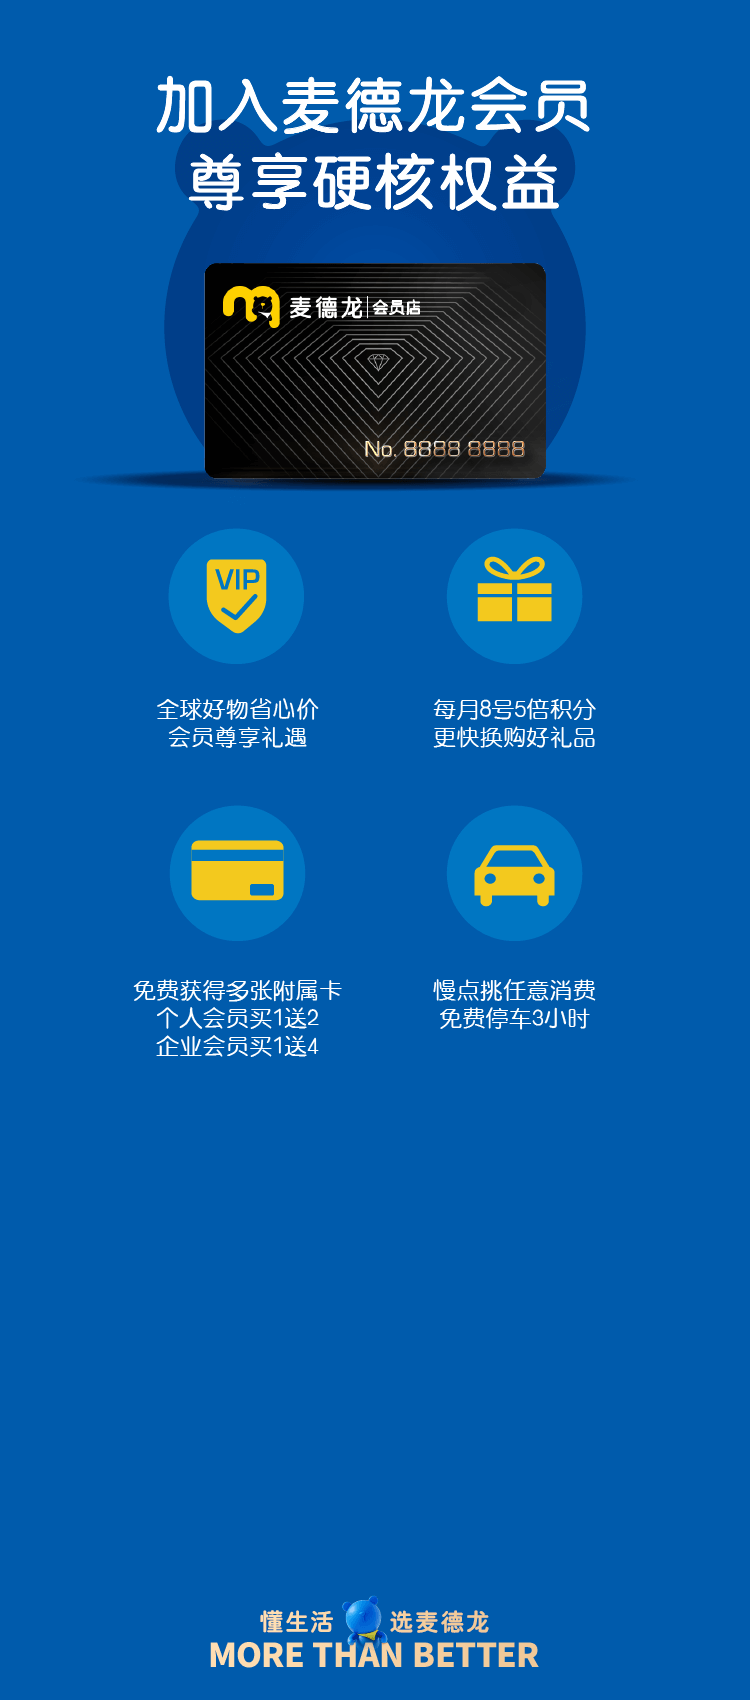 加入麦德龙会员
尊享硬核权益
麦德龙|会员店
No. 8888 8888
VIP
全球好物省心价
会员尊享礼遇
每月8号5倍积分
更快换购好礼品
免费获得多张附属卡
个人会员买1送2
企业会员买1送4
慢点挑任意消费
免费停车3小时
懂生活 选麦德龙
MORE THAN BETTER